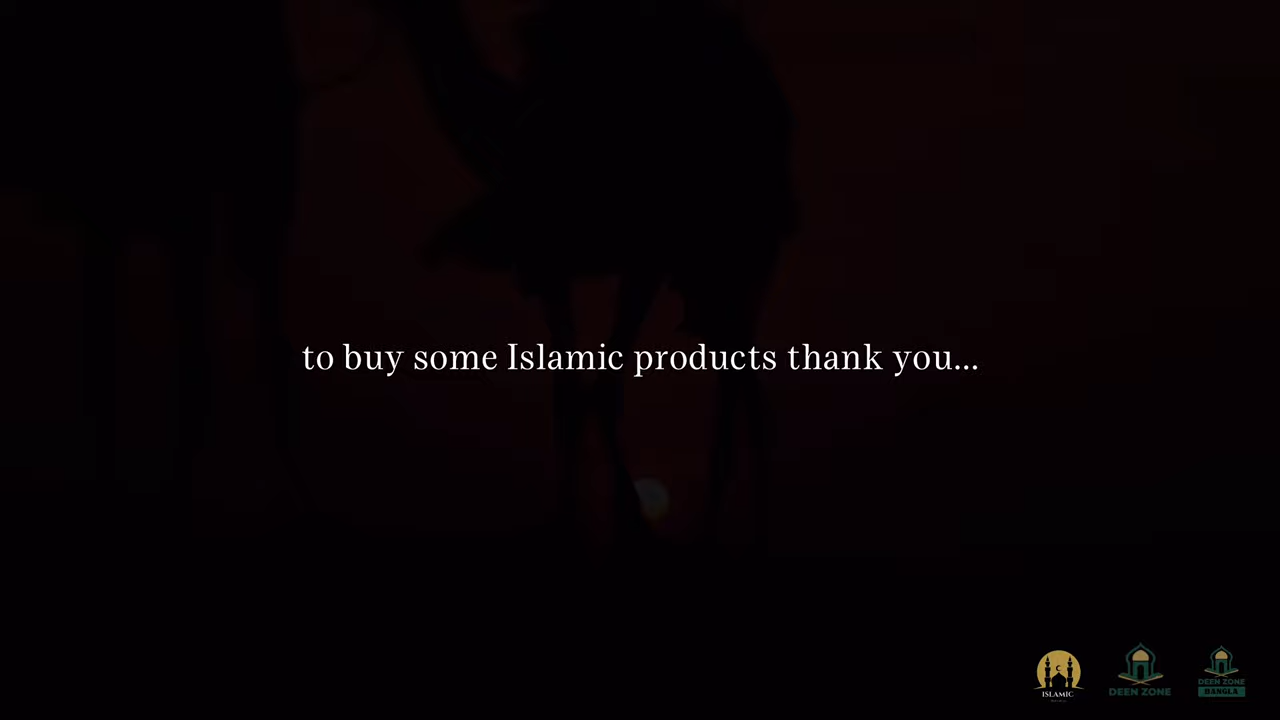 to buy some Islamic products thank you...
ISLAMIC
DEEN ZONE
DEEN ZONE
BANGLA